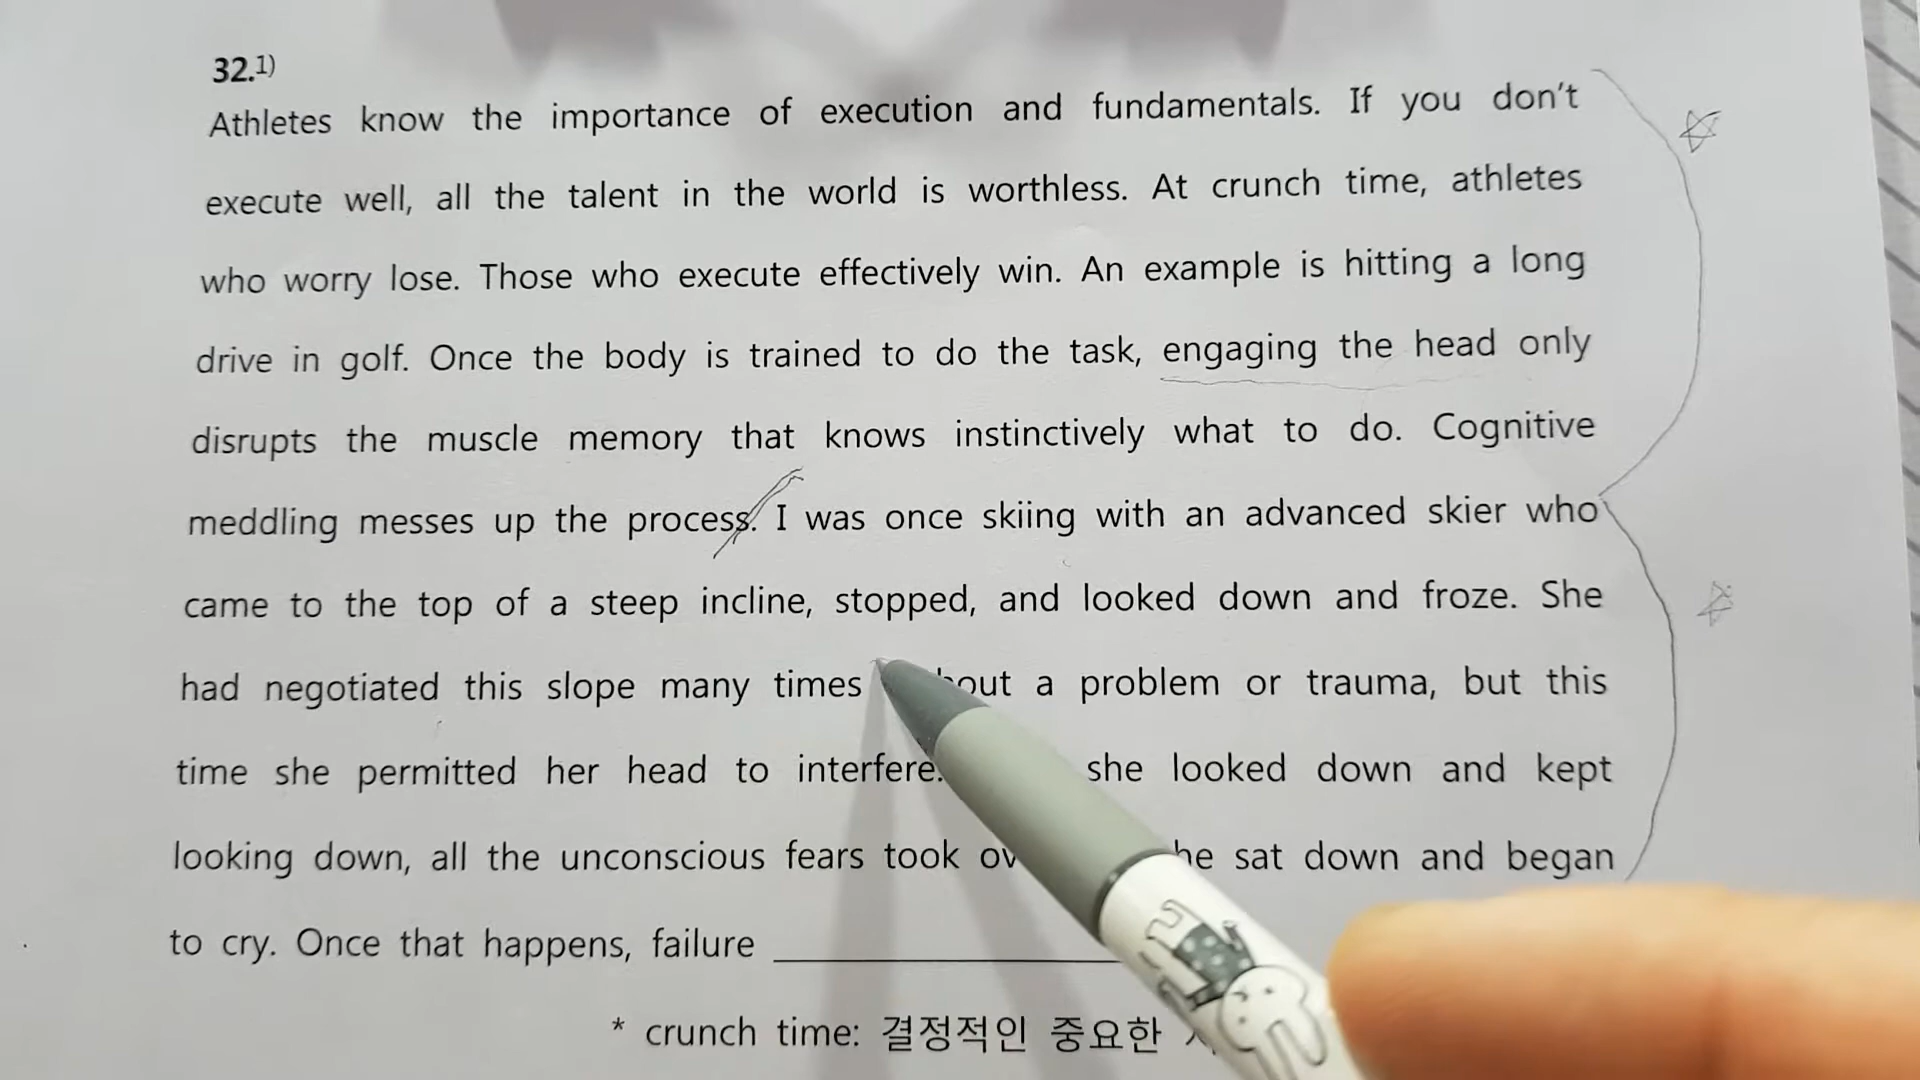 32.1)
Athletes know the importance of execution and fundamentals. If you don't
execute well, all the talent in the world is worthless. At crunch time, athletes
who worry lose. Those who execute effectively win. An example is hitting a long
drive in golf. Once the body is trained to do the task, engaging the head only
disrupts the muscle memory that knows instinctively what to do. Cognitive
meddling messes up the process. I was once skiing with an advanced skier who
came to the top of a steep incline, stopped, and looked down and froze. She
had negotiated this slope many times a problem or trauma, but this
time she permitted her head to interfere. she looked down and kept
looking down, all the unconscious fears took sat down and began
to cry. Once that happens, failure
* crunch time: 결정적인 중요한